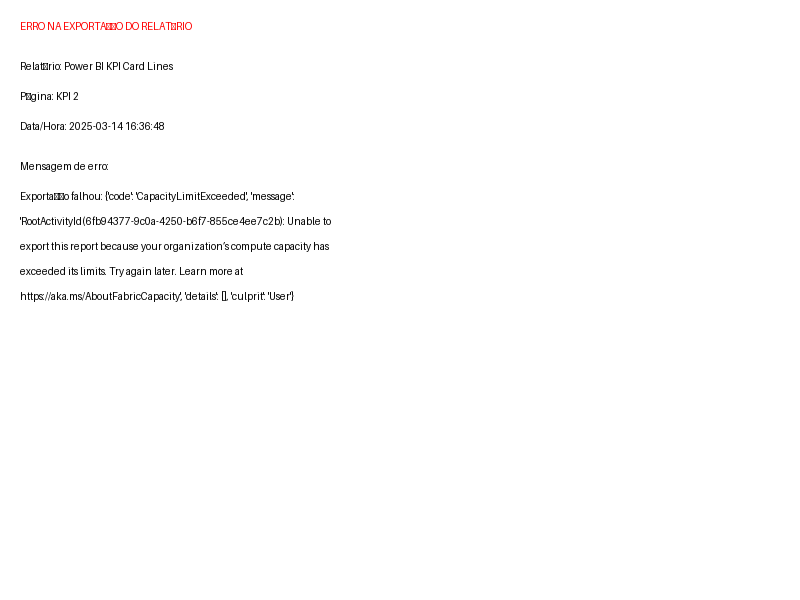 ERRO NA EXPORTA▯▯O DO RELAT▯RIO
Relat▯rio: Power BI KPI Card Lines
P▯gina: KPI 2
Data/Hora: 2025-03-14 16:36:48
Mensagem de erro:
Exporta▯▯o falhou: {'code': 'CapacityLimitExceeded', 'message':
'RootActivityId(6fb94377-9c0a-4250-b6f7-855ce4ee7c2b): Unable to
export this report because your organization’s compute capacity has
exceeded its limits. Try again later. Learn more at
https://aka.ms/AboutFabricCapacity', 'details': [], 'culprit': 'User'}